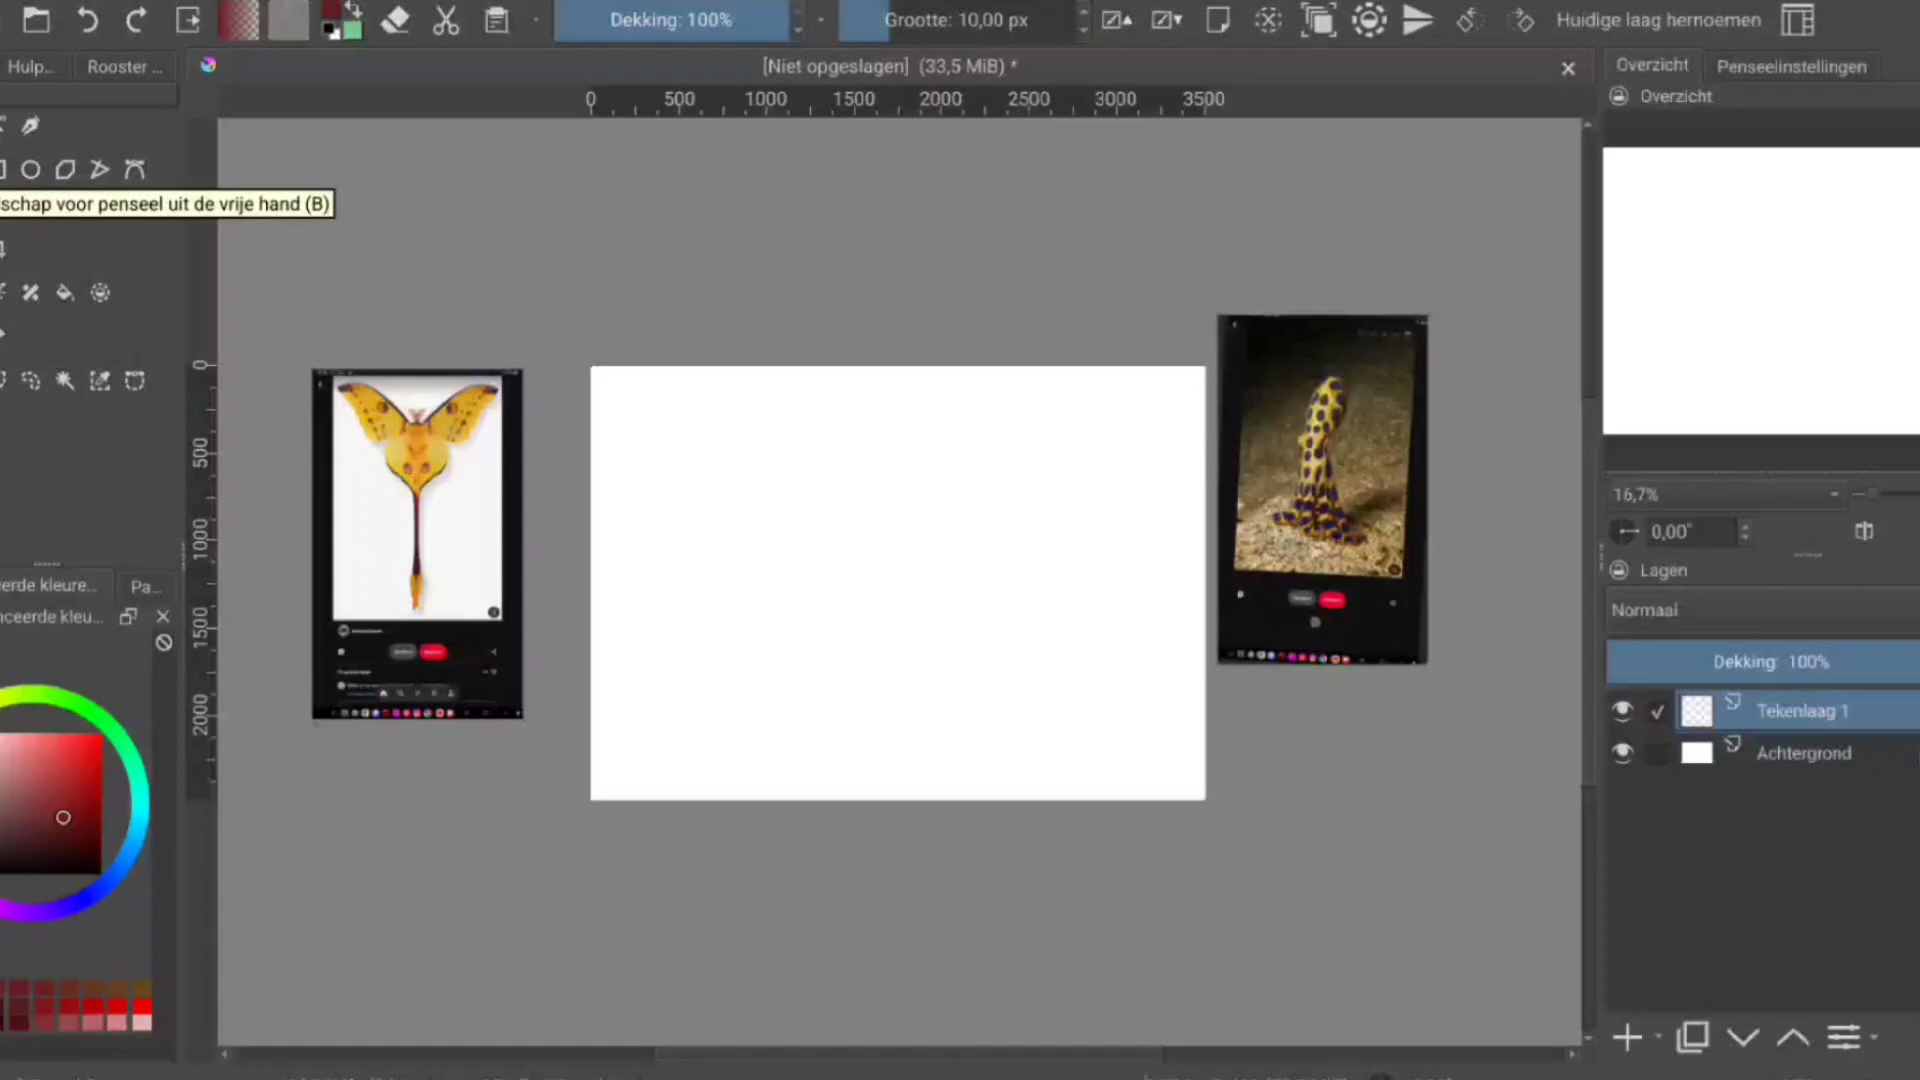 Dekking: 100%
Grootte: 10,00 px
Huidige laag hernoemen
Hulp...
Rooster ...
[Niet opgeslagen] (33,5 MiB) *
Overzicht
Penseelinstellingen
Overzicht
0 500 1000 1500 2000 2500 3000 3500
schap voor penseel uit de vrije hand (B)
0
500
1000
1500
2000
16,7%
0,00°
Lagen
Normaal
Dekking: 100%
Tekenlaag 1
Achtergrond
erde kleure...
Pa...
nceerde kleu...